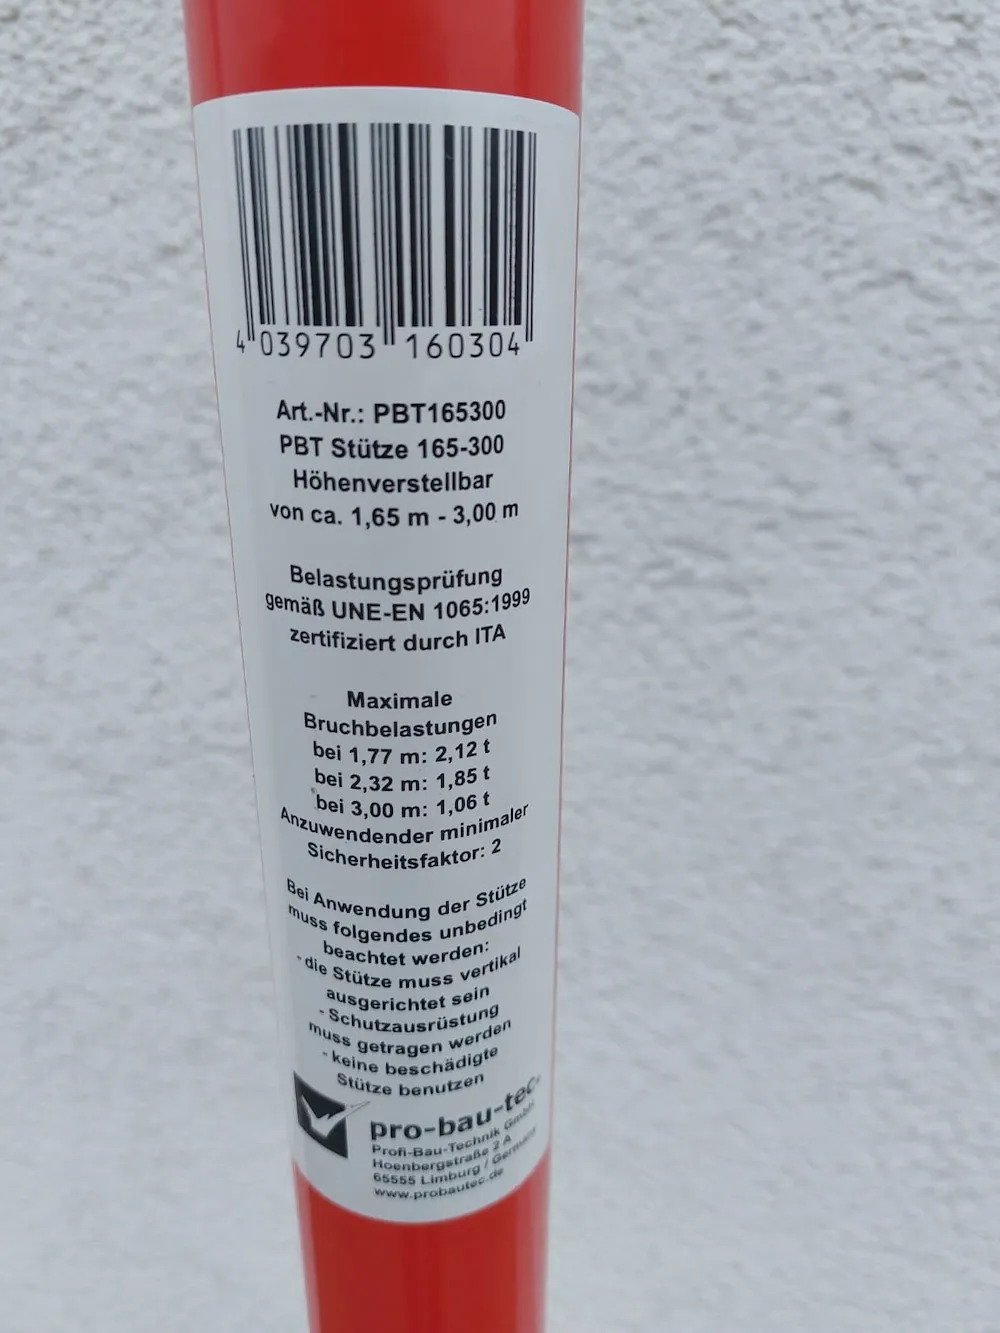 4 039703 160304
Art.-Nr.: PBT165300
PBT Stütze 165-300
Höhenverstellbar
von ca. 1,65 m - 3,00 m
Belastungsprüfung
gemäß UNE-EN 1065:1999
zertifiziert durch ITA
Maximale
Bruchbelastungen
bei 1,77 m: 2,12 t
bei 2,32 m: 1,85 t
bei 3,00 m: 1,06 t
Anzuwendender minimaler
Sicherheitsfaktor: 2
Bei Anwendung der Stütze
muss folgendes unbedingt
beachtet werden:
- die Stütze muss vertikal
ausgerichtet sein
- Schutzausrüstung
muss getragen werden
- keine beschädigte
Stütze benutzen
pro-bau-tec
Profi-Bau-Technik GmbH
Hoenbergstraße 2 A
65555 Limburg / Germany
www.probautec.de